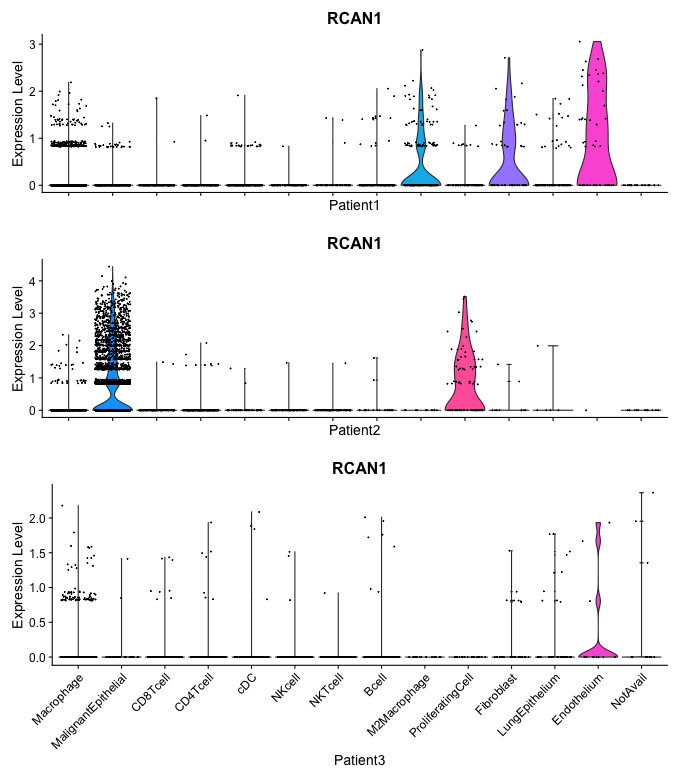 RCAN1
Expression Level
3
2
1
0
Patient1
RCAN1
Expression Level
4
3
2
1
0
Patient2
RCAN1
Expression Level
2.0
1.5
1.0
0.5
0.0
Macrophage
MalignantEpithelial
CD8Tcell
CD4Tcell
cDC
NKcell
NKTcell
Bcell
M2Macrophage
ProliferatingCell
Fibroblast
LungEpithelium
Endothelium
NotAvail
Patient3